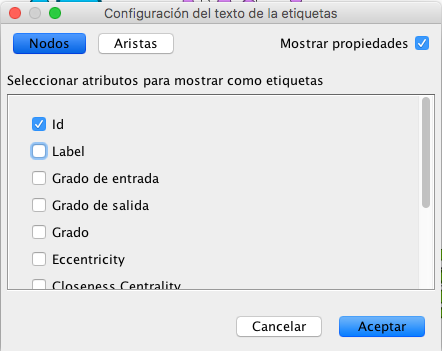 Configuración del texto de la etiquetas
Nodos Aristas Mostrar propiedades
Seleccionar atributos para mostrar como etiquetas
Id
Label
Grado de entrada
Grado de salida
Grado
Eccentricity
Closeness Centrality
Cancelar Aceptar